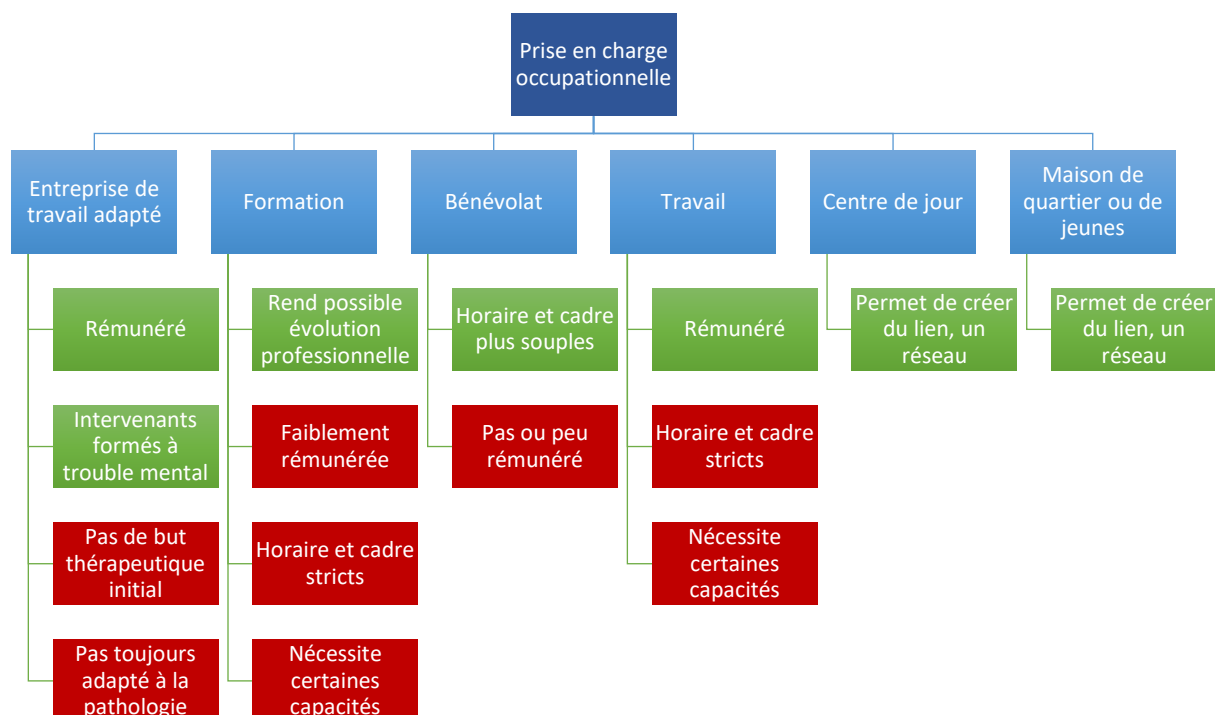 Prise en charge
occupationnelle
Entreprise de
travail adapté
Formation
Bénévolat
Travail
Centre de jour
Maison de
quartier ou de
jeunes
Rémunéré
Intervenants
formés à
trouble mental
Pas de but
thérapeutique
initial
Pas toujours
adapté à la
pathologie
Rend possible
évolution
professionnelle
Faiblement
rémunérée
Horaire et cadre
stricts
Nécessite
certaines
capacités
Horaire et cadre
plus souples
Pas ou peu
rémunéré
Rémunéré
Horaire et cadre
stricts
Nécessite
certaines
capacités
Permet de créer
du lien, un
réseau
Permet de créer
du lien, un
réseau